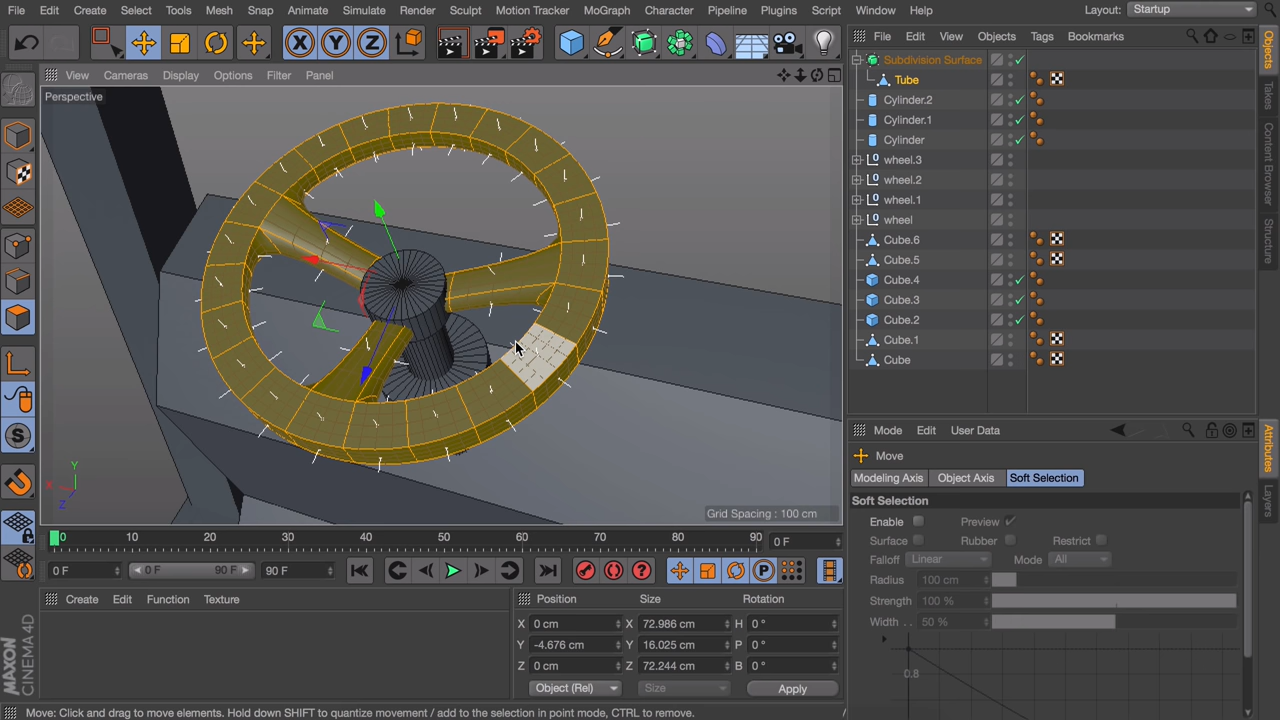 File Edit Create Select Tools Mesh Snap Animate Simulate Render Sculpt Motion Tracker MoGraph Character Pipeline Plugins Script Window Help Layout: Startup
View Cameras Display Options Filter Panel
Perspective
Grid Spacing : 100 cm
Y
X
Z
0 10 20 30 40 50 60 70 80 90 0 F
0 F 0 F 90 F 90 F
Create Edit Function Texture
Position Size Rotation
X 0 cm X 72.986 cm H 0 °
Y -4.676 cm Y 16.025 cm P 0 °
Z 0 cm Z 72.244 cm B 0 °
Object (Rel) Size Apply
MAXON CINEMA 4D
Move: Click and drag to move elements. Hold down SHIFT to quantize movement / add to the selection in point mode, CTRL to remove.
File Edit View Objects Tags Bookmarks
Subdivision Surface
Tube
Cylinder.2
Cylinder.1
Cylinder
wheel.3
wheel.2
wheel.1
wheel
Cube.6
Cube.5
Cube.4
Cube.3
Cube.2
Cube.1
Cube
Objects
Takes
Content Browser
Structure
Mode Edit User Data
Move
Modeling Axis Object Axis Soft Selection
Soft Selection
Enable Preview
Surface Rubber Restrict
Falloff Linear Mode All
Radius 100 cm
Strength 100 %
Width . . 50 %
0.8
Attributes
Layers